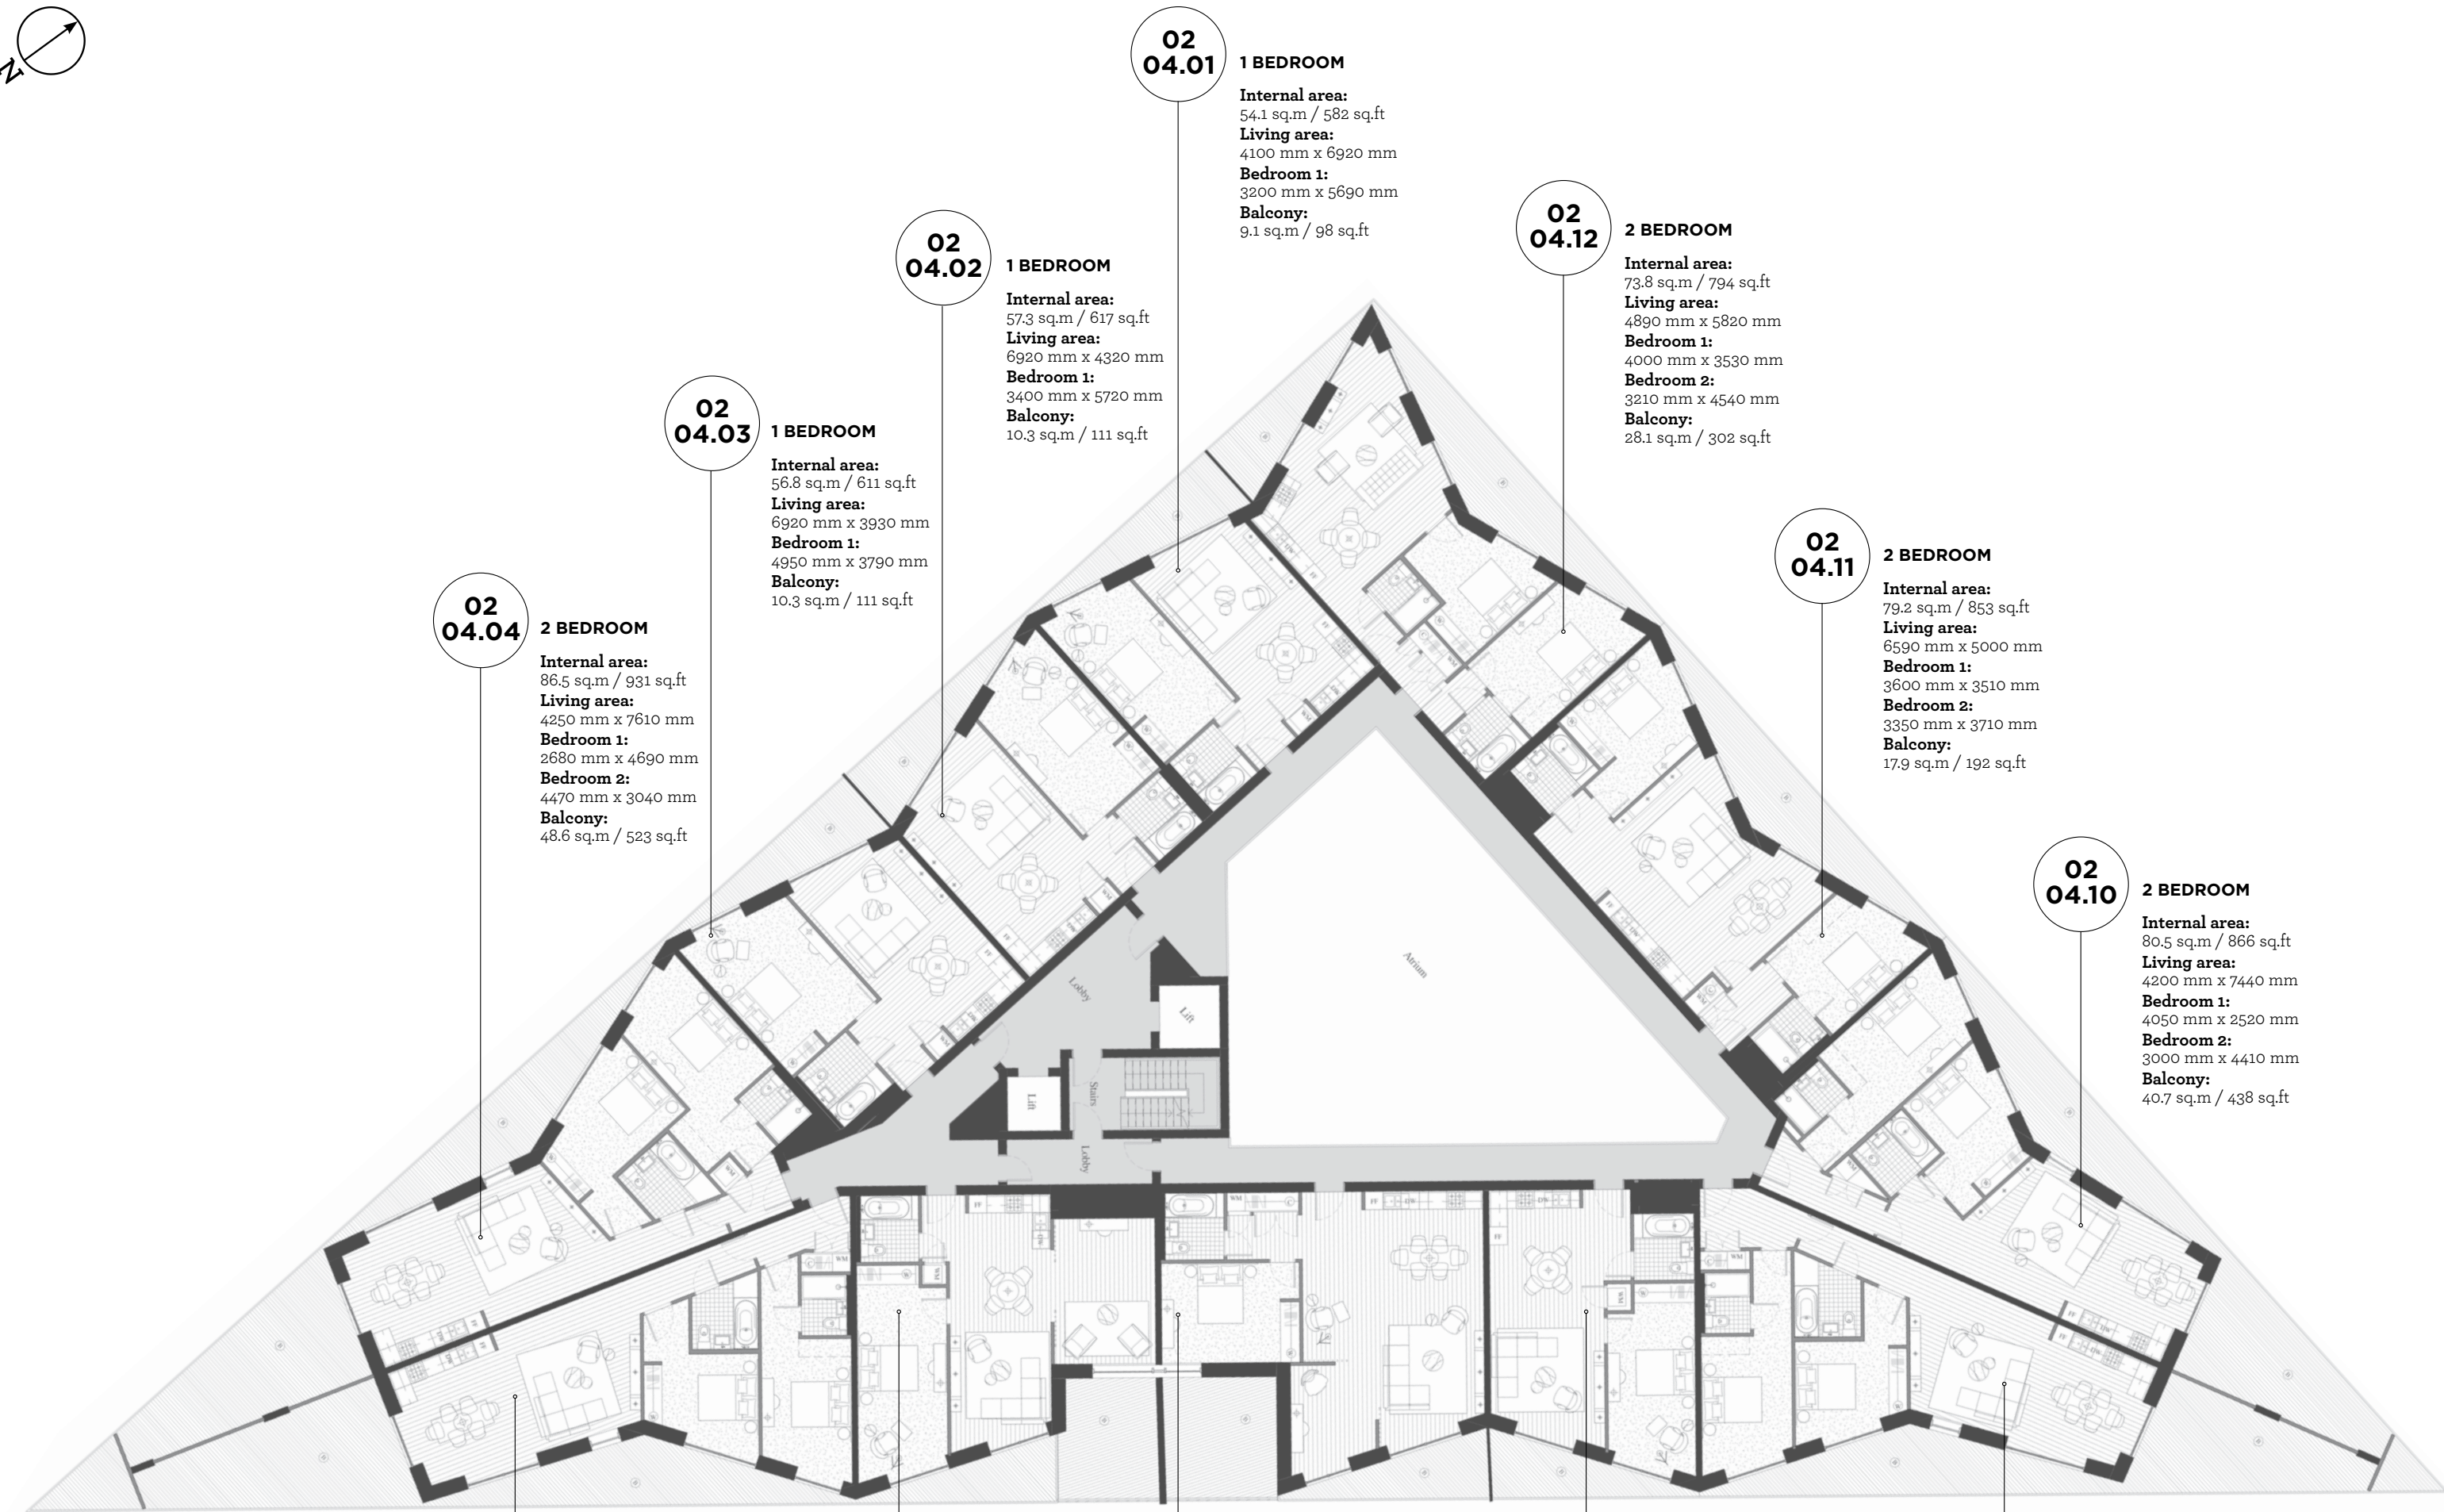 N
02
04.01
1 BEDROOM
Internal area:
54.1 sq.m / 582 sq.ft
Living area:
4100 mm x 6920 mm
Bedroom 1:
3200 mm x 5690 mm
Balcony:
9.1 sq.m / 98 sq.ft
02
04.12
2 BEDROOM
Internal area:
73.8 sq.m / 794 sq.ft
Living area:
4890 mm x 5820 mm
Bedroom 1:
4000 mm x 3530 mm
Bedroom 2:
3210 mm x 4540 mm
Balcony:
28.1 sq.m / 302 sq.ft
02
04.02
1 BEDROOM
Internal area:
57.3 sq.m / 617 sq.ft
Living area:
6920 mm x 4320 mm
Bedroom 1:
3400 mm x 5720 mm
Balcony:
10.3 sq.m / 111 sq.ft
02
04.03
1 BEDROOM
Internal area:
56.8 sq.m / 611 sq.ft
Living area:
6920 mm x 3930 mm
Bedroom 1:
4950 mm x 3790 mm
Balcony:
10.3 sq.m / 111 sq.ft
02
04.11
2 BEDROOM
Internal area:
79.2 sq.m / 853 sq.ft
Living area:
6590 mm x 5000 mm
Bedroom 1:
3600 mm x 3510 mm
Bedroom 2:
3350 mm x 3710 mm
Balcony:
17.9 sq.m / 192 sq.ft
02
04.04
2 BEDROOM
Internal area:
86.5 sq.m / 931 sq.ft
Living area:
4250 mm x 7610 mm
Bedroom 1:
2680 mm x 4690 mm
Bedroom 2:
4470 mm x 3040 mm
Balcony:
48.6 sq.m / 523 sq.ft
02
04.10
2 BEDROOM
Internal area:
80.5 sq.m / 866 sq.ft
Living area:
4200 mm x 7440 mm
Bedroom 1:
4050 mm x 2520 mm
Bedroom 2:
3000 mm x 4410 mm
Balcony:
40.7 sq.m / 438 sq.ft
Atrium
Lobby
Lift
Lift
Stairs
Lobby
FF
WM
FF
DW
FF
WM